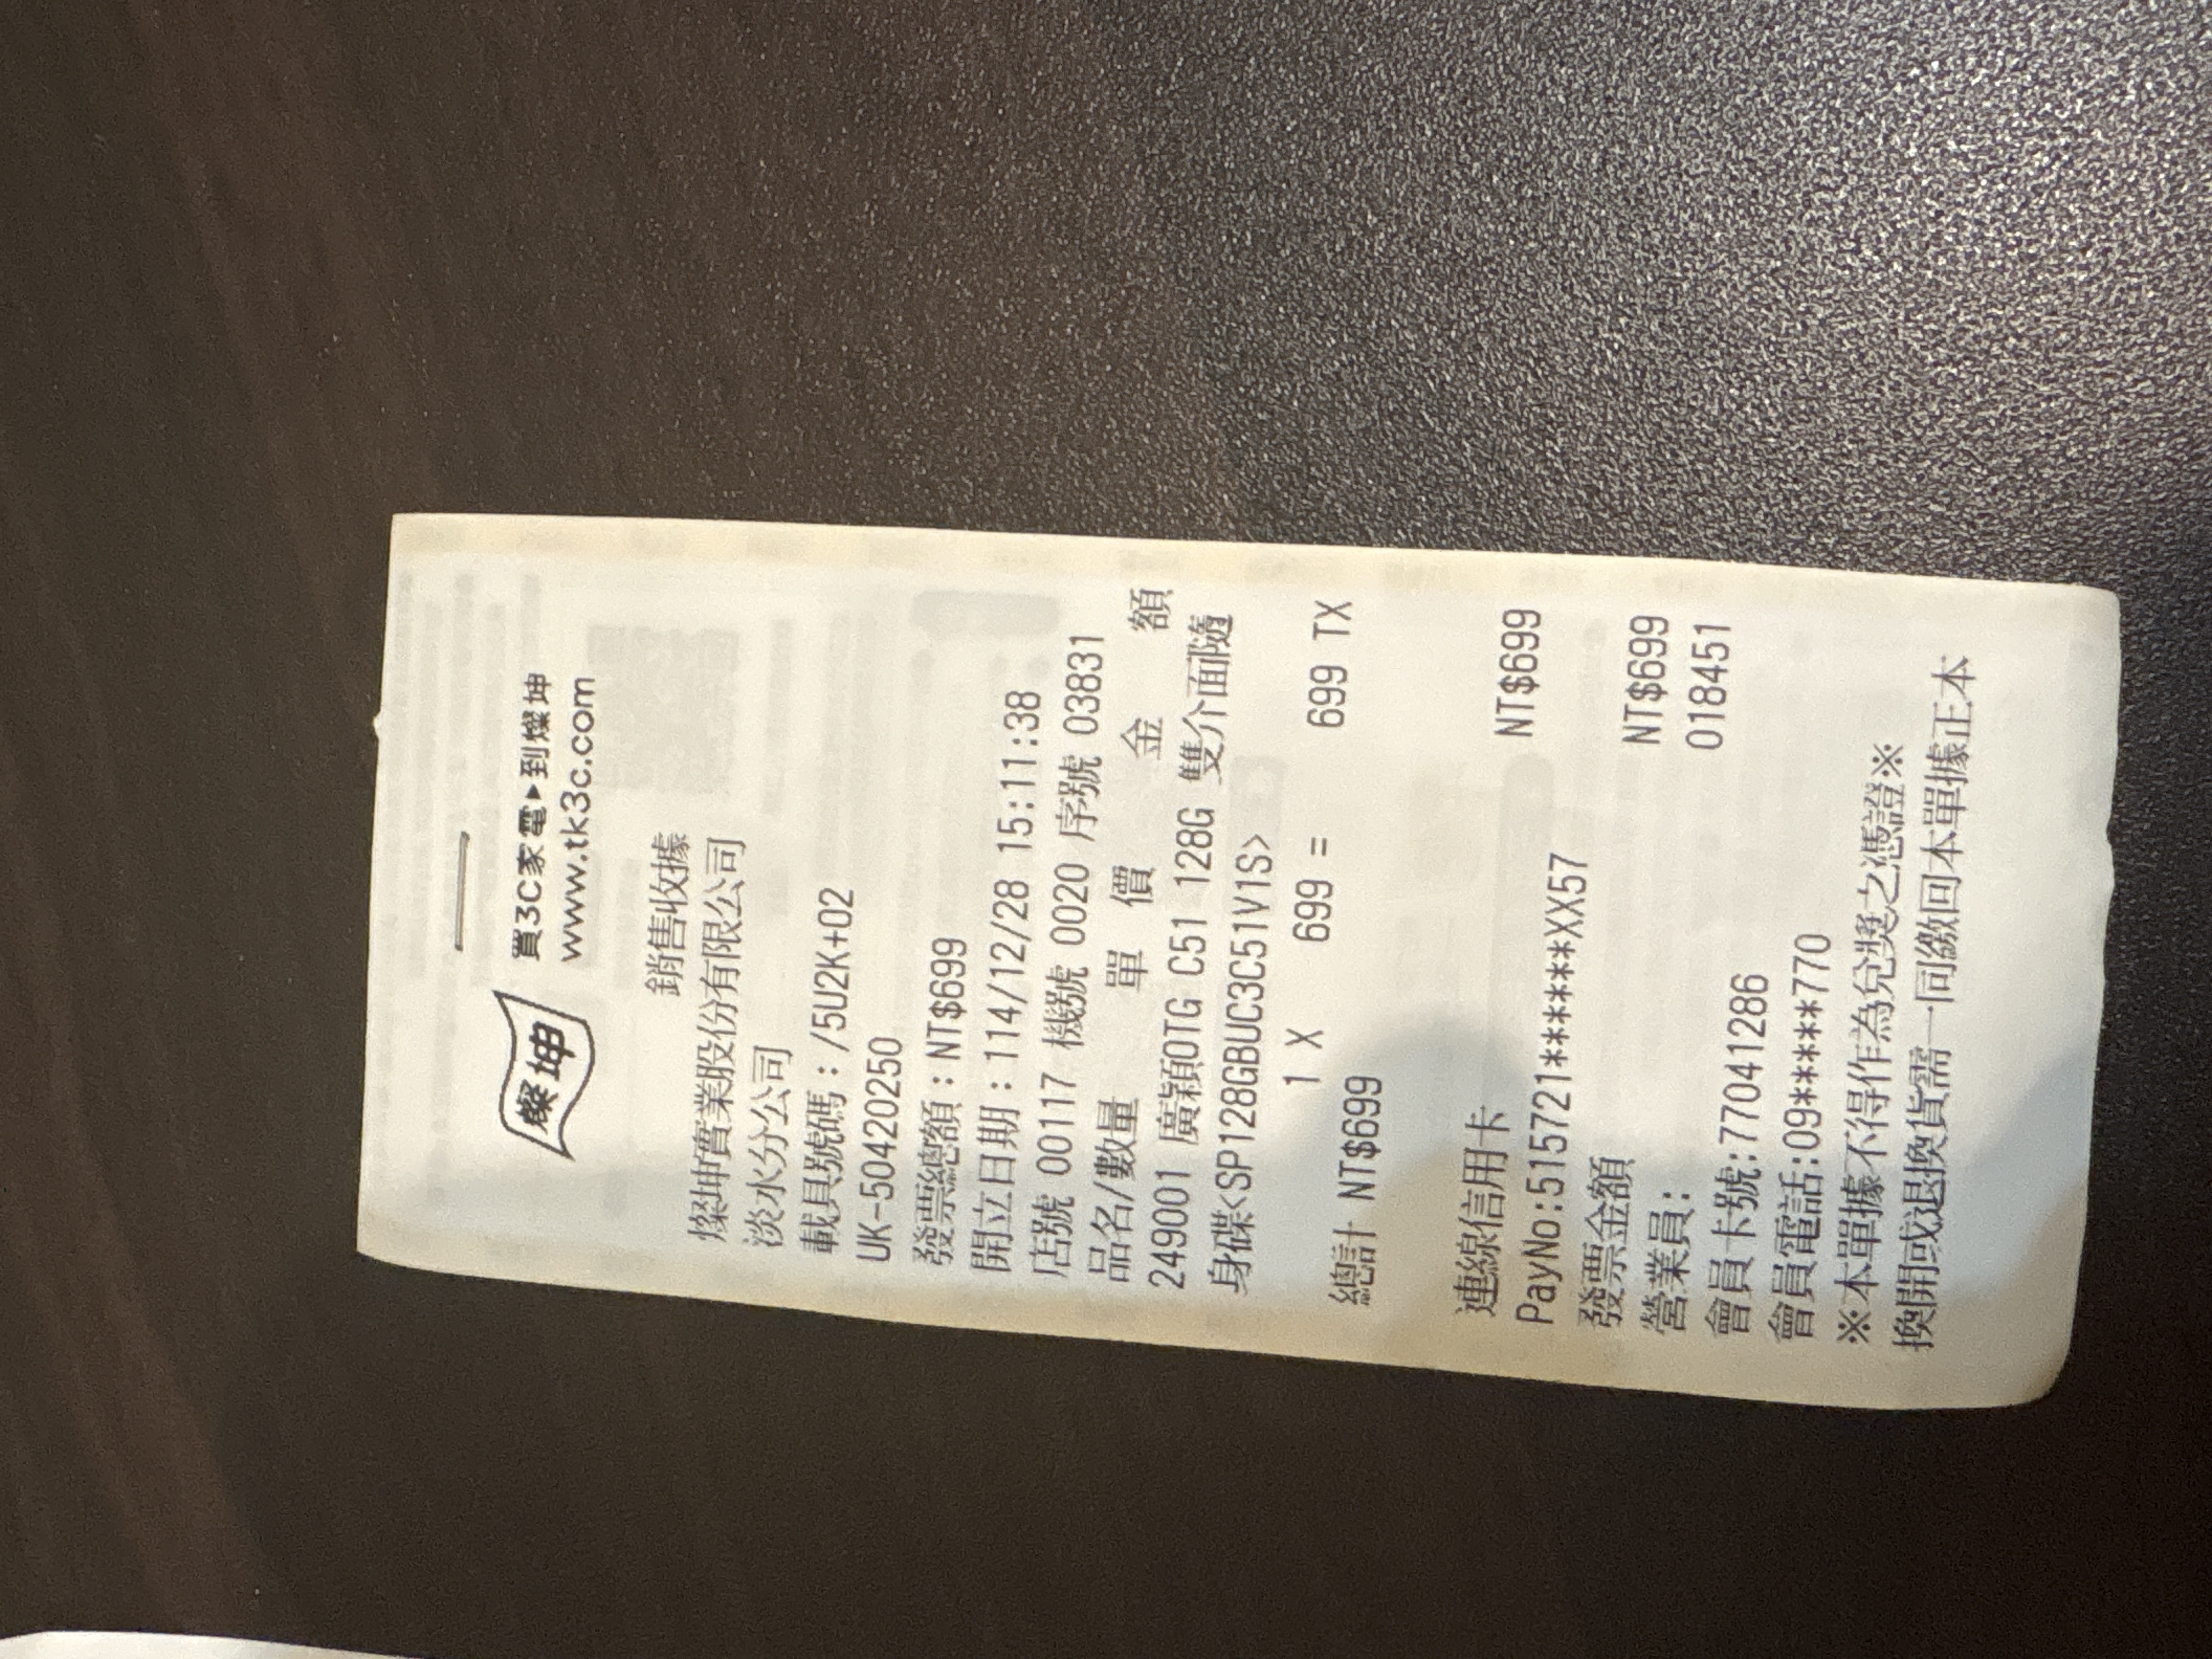 燦坤
買3C家電▶到燦坤
www.tk3c.com
銷售收據
燦坤實業股份有限公司
淡水分公司
載具號碼：/5U2K+02
UK-50420250
發票總額：NT$699
開立日期：114/12/28 15:11:38
店號 00117 機號 0020 序號 03831
品名/數量 單 價 金 額
249001 廣穎OTG C51 128G 雙介面隨
身碟<SP128GBUC3C51V1S>
1 X 699 = 699 TX
總計 NT$699
連線信用卡 NT$699
PayNo:515721******XX57
發票金額 NT$699
營業員: 018451
會員卡號:77041286
會員電話:09*****770
※本單據不得作為兌獎之憑證※
換開或退換貨需一同繳回本單據正本